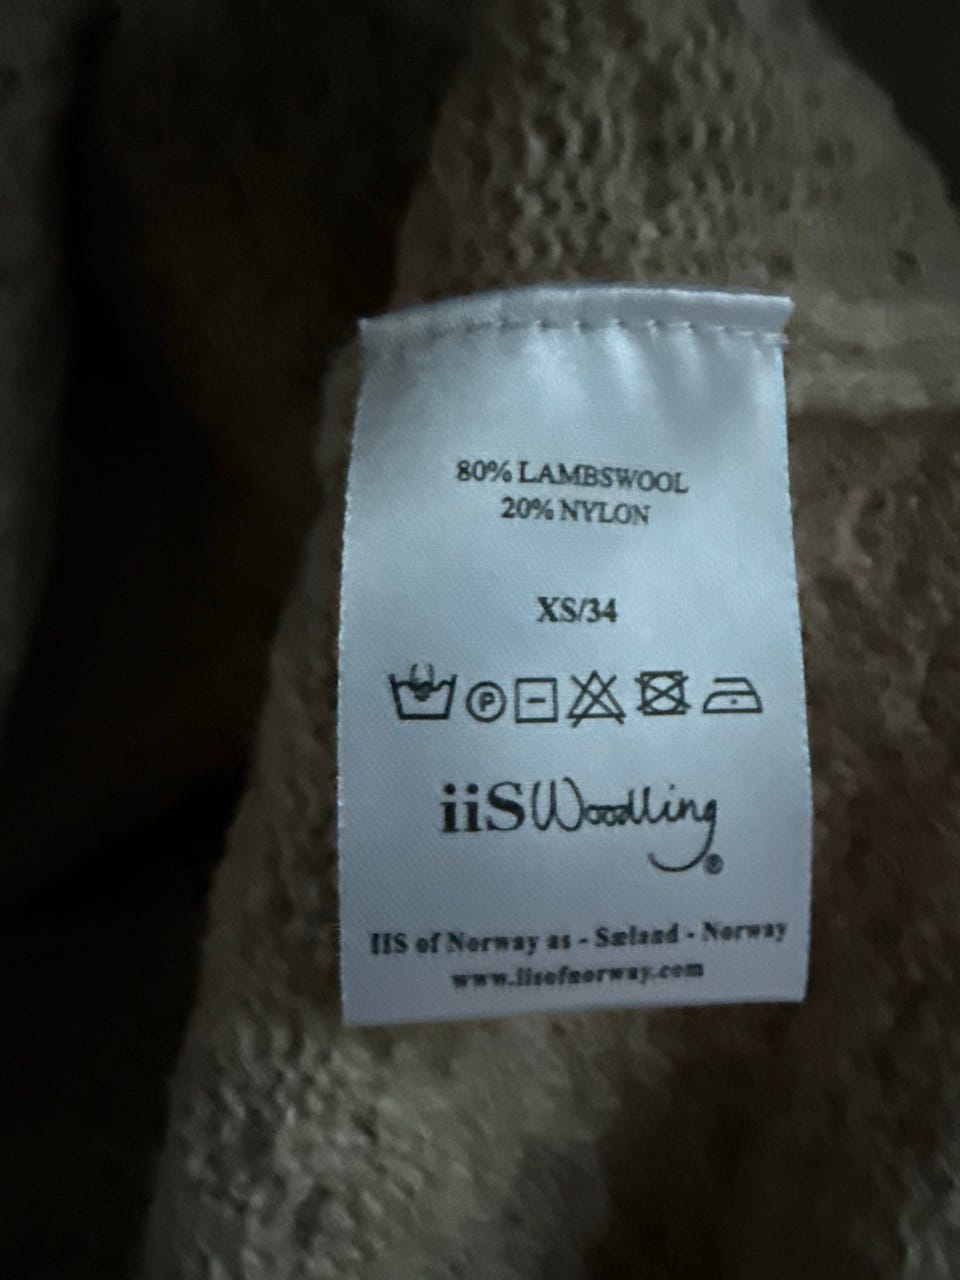 80% LAMBSWOOL
20% NYLON
XS/34
P
iiS Woodling®
IIS of Norway as - Sæland - Norway
www.iisofnorway.com